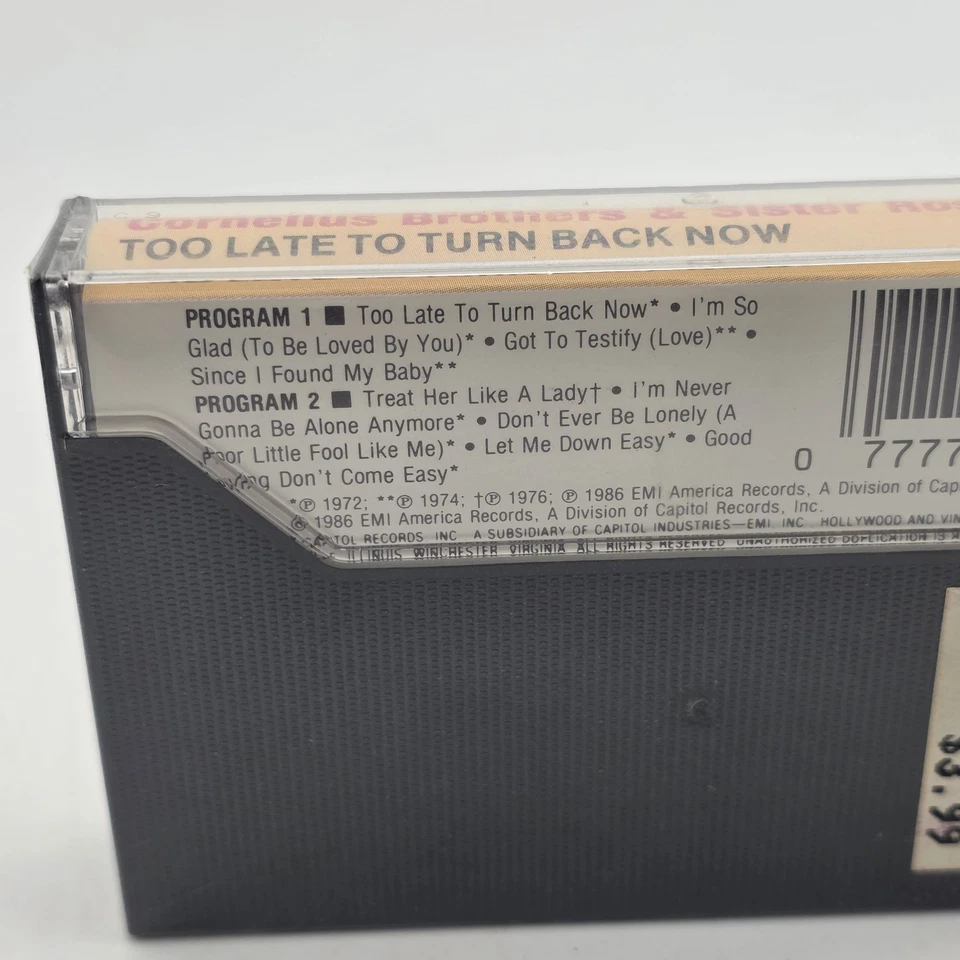 Cornelius Brothers & Sister
TOO LATE TO TURN BACK NOW
PROGRAM 1 ■ Too Late To Turn Back Now* • I'm So
Glad (To Be Loved By You)* • Got To Testify (Love)** •
Since I Found My Baby**
PROGRAM 2 ■ Treat Her Like A Lady† • I'm Never
Gonna Be Alone Anymore* • Don't Ever Be Lonely (A
Poor Little Fool Like Me)* • Let Me Down Easy* • Good
Don't Come Easy*
*℗ 1972; **℗ 1974; †℗ 1976; ℗ 1986 EMI America Records, A Division of
© 1986 EMI America Records, A Division of Capitol Records, Inc.
RECORDS INC A SUBSIDIARY OF CAPITOL INDUSTRIES—EMI, INC HOLLYWOOD AND
WINCHESTER VIRGINIA ALL RIGHTS RESERVED UNAUTHORIZED DUPLICATION IS
0 7777
$3.99